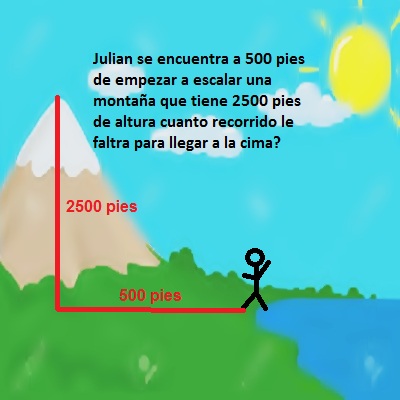 Julian se encuentra a 500 pies
de empezar a escalar una
montaña que tiene 2500 pies
de altura cuanto recorrido le
faltra para llegar a la cima?
2500 pies
500 pies